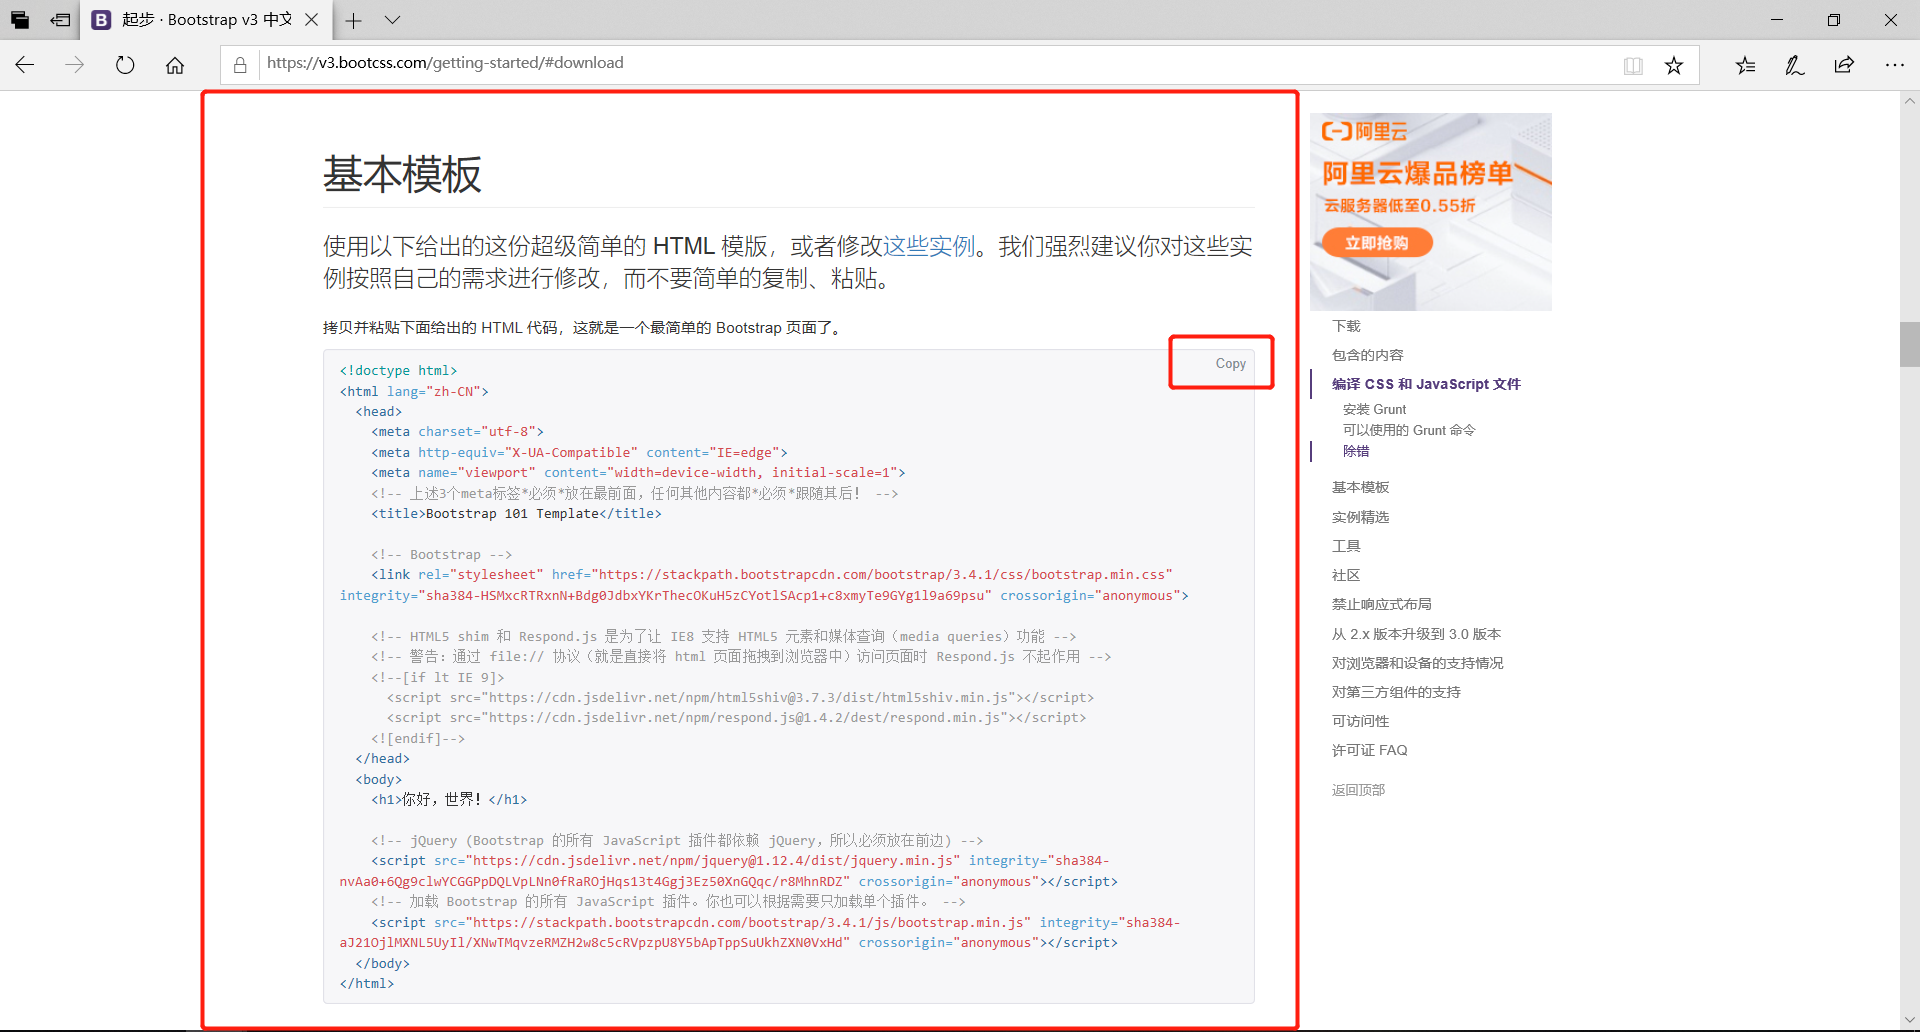 起步 · Bootstrap v3 中文
https://v3.bootcss.com/getting-started/#download
基本模板
使用以下给出的这份超级简单的 HTML 模版，或者修改这些实例。我们强烈建议你对这些实
例按照自己的需求进行修改，而不要简单的复制、粘贴。
拷贝并粘贴下面给出的 HTML 代码，这就是一个最简单的 Bootstrap 页面了。
Copy
<!doctype html>
<html lang="zh-CN">
  <head>
    <meta charset="utf-8">
    <meta http-equiv="X-UA-Compatible" content="IE=edge">
    <meta name="viewport" content="width=device-width, initial-scale=1">
    <!-- 上述3个meta标签*必须*放在最前面，任何其他内容都*必须*跟随其后！ -->
    <title>Bootstrap 101 Template</title>
    <!-- Bootstrap -->
    <link rel="stylesheet" href="https://stackpath.bootstrapcdn.com/bootstrap/3.4.1/css/bootstrap.min.css"
integrity="sha384-HSMxcRTRxnN+Bdg0JdbxYKrThecOKuH5zCYotlSAcp1+c8xmyTe9GYg1l9a69psu" crossorigin="anonymous">
    <!-- HTML5 shim 和 Respond.js 是为了让 IE8 支持 HTML5 元素和媒体查询（media queries）功能 -->
    <!-- 警告：通过 file:// 协议（就是直接将 html 页面拖拽到浏览器中）访问页面时 Respond.js 不起作用 -->
    <!--[if lt IE 9]>
      <script src="https://cdn.jsdelivr.net/npm/html5shiv@3.7.3/dist/html5shiv.min.js"></script>
      <script src="https://cdn.jsdelivr.net/npm/respond.js@1.4.2/dest/respond.min.js"></script>
    <![endif]-->
  </head>
  <body>
    <h1>你好，世界！</h1>
    <!-- jQuery (Bootstrap 的所有 JavaScript 插件都依赖 jQuery，所以必须放在前边) -->
    <script src="https://cdn.jsdelivr.net/npm/jquery@1.12.4/dist/jquery.min.js" integrity="sha384-
nvAa0+6Qg9clwYCGGPpDQLVpLNn0fRaROjHqs13t4Ggj3Ez50XnGQqc/r8MhnRDZ" crossorigin="anonymous"></script>
    <!-- 加载 Bootstrap 的所有 JavaScript 插件。你也可以根据需要只加载单个插件。 -->
    <script src="https://stackpath.bootstrapcdn.com/bootstrap/3.4.1/js/bootstrap.min.js" integrity="sha384-
aJ21OjlMXNL5UyIl/XNwTMqvzeRMZH2w8c5cRVpzpU8Y5bApTppSuUkhZXN0VxHd" crossorigin="anonymous"></script>
  </body>
</html>
阿里云
阿里云爆品榜单
云服务器低至0.55折
立即抢购
下载
包含的内容
编译 CSS 和 JavaScript 文件
安装 Grunt
可以使用的 Grunt 命令
除错
基本模板
实例精选
工具
社区
禁止响应式布局
从 2.x 版本升级到 3.0 版本
对浏览器和设备的支持情况
对第三方组件的支持
可访问性
许可证 FAQ
返回顶部